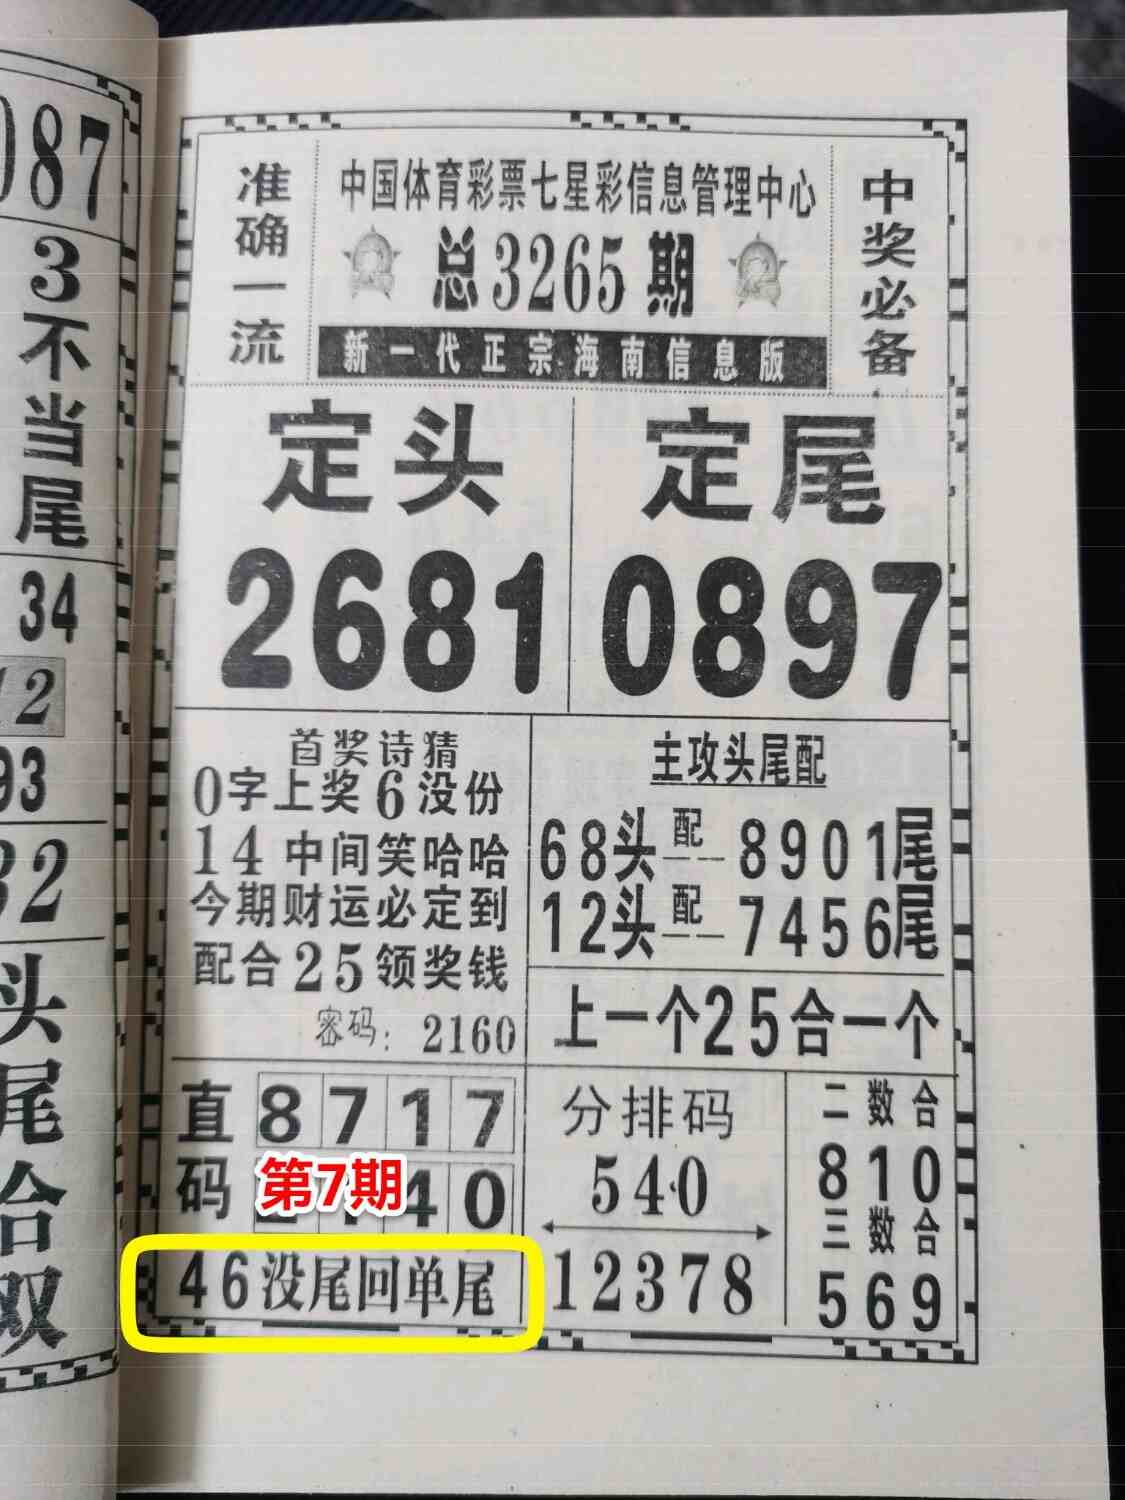 087
3
不
当
尾
34
12
93
32
头
尾
合
双
准确一流
中国体育彩票七星彩信息管理中心
总3265期
新一代正宗海南信息版
中奖必备
定头
2681
定尾
0897
首奖诗猜
0字上奖6没份
14中间笑哈哈
今期财运必定到
配合25领奖钱
密码：2160
主攻头尾配
68头配8901尾
12头配7456尾
上一个25合一个
直码
8717
40
第7期
46没尾回单尾
分排码
540
12378
二数合
810
三数合
569